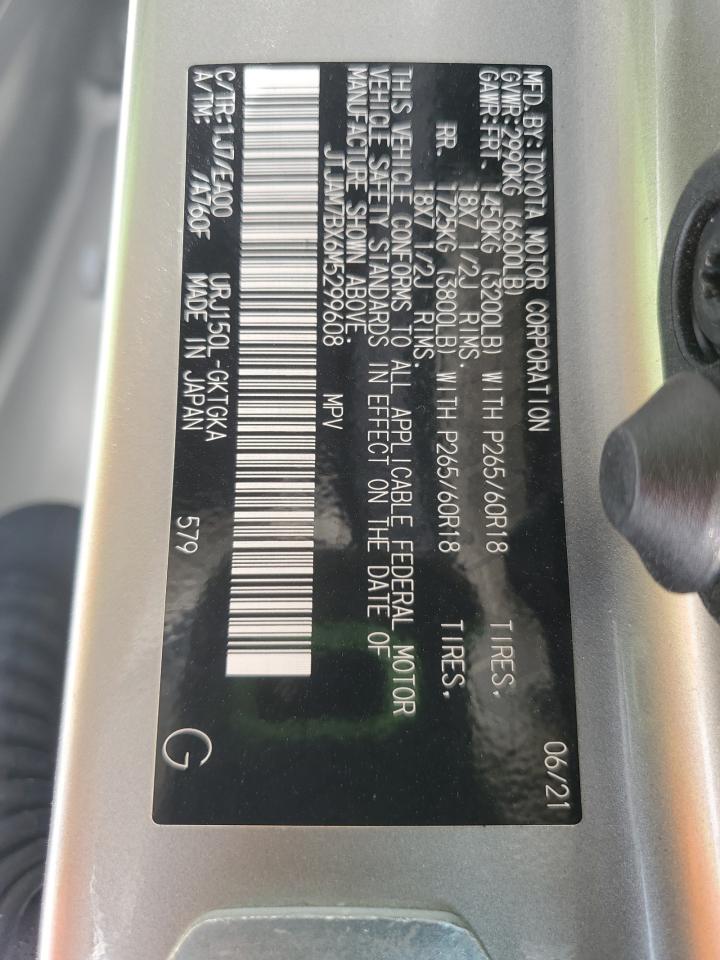 MFD. BY: TOYOTA MOTOR CORPORATION 06/21
GVWR: 2990KG (6600LB)
GAWR: FRT. 1450KG (3200LB) WITH P265/60R18 TIRES,
18X7 1/2J RIMS.
RR. 1725KG (3800LB) WITH P265/60R18 TIRES,
18X7 1/2J RIMS.
THIS VEHICLE CONFORMS TO ALL APPLICABLE FEDERAL MOTOR
VEHICLE SAFETY STANDARDS IN EFFECT ON THE DATE OF
MANUFACTURE SHOWN ABOVE.
JTJAM7BX6M5299608 MPV
C/TR:1J7/EA00 URJ150L-GKTGKA
A/TM: /A760F MADE IN JAPAN 579 G